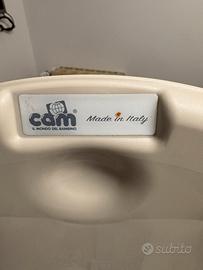 cam
IL MONDO DEL BAMBINO
Made in Italy
subito